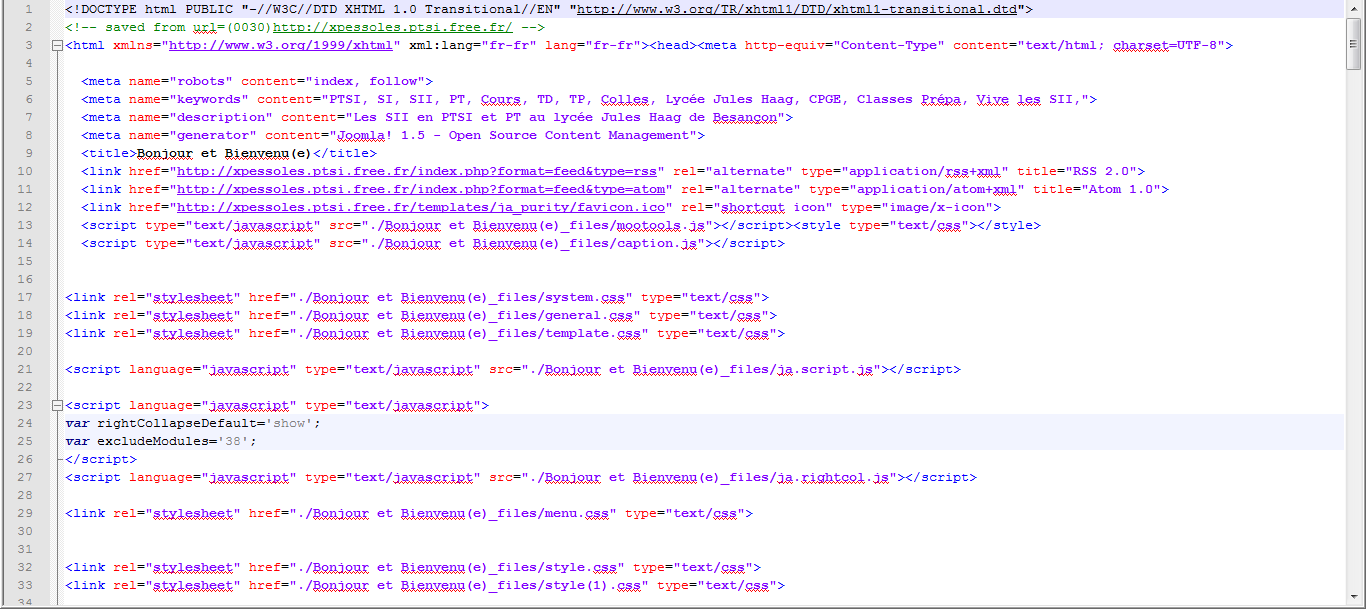 1 <!DOCTYPE html PUBLIC "-//W3C//DTD XHTML 1.0 Transitional//EN" "http://www.w3.org/TR/xhtml1/DTD/xhtml1-transitional.dtd">
2 <!-- saved from url=(0030)http://xpessoles.ptsi.free.fr/ -->
3 <html xmlns="http://www.w3.org/1999/xhtml" xml:lang="fr-fr" lang="fr-fr"><head><meta http-equiv="Content-Type" content="text/html; charset=UTF-8">
4
5 <meta name="robots" content="index, follow">
6 <meta name="keywords" content="PTSI, SI, SII, PT, Cours, TD, TP, Colles, Lycée Jules Haag, CPGE, Classes Prépa, Vive les SII,">
7 <meta name="description" content="Les SII en PTSI et PT au lycée Jules Haag de Besançon">
8 <meta name="generator" content="Joomla! 1.5 - Open Source Content Management">
9 <title>Bonjour et Bienvenu(e)</title>
10 <link href="http://xpessoles.ptsi.free.fr/index.php?format=feed&type=rss" rel="alternate" type="application/rss+xml" title="RSS 2.0">
11 <link href="http://xpessoles.ptsi.free.fr/index.php?format=feed&type=atom" rel="alternate" type="application/atom+xml" title="Atom 1.0">
12 <link href="http://xpessoles.ptsi.free.fr/templates/ja_purity/favicon.ico" rel="shortcut icon" type="image/x-icon">
13 <script type="text/javascript" src="./Bonjour et Bienvenu(e)_files/mootools.js"></script><style type="text/css"></style>
14 <script type="text/javascript" src="./Bonjour et Bienvenu(e)_files/caption.js"></script>
15
16
17 <link rel="stylesheet" href="./Bonjour et Bienvenu(e)_files/system.css" type="text/css">
18 <link rel="stylesheet" href="./Bonjour et Bienvenu(e)_files/general.css" type="text/css">
19 <link rel="stylesheet" href="./Bonjour et Bienvenu(e)_files/template.css" type="text/css">
20
21 <script language="javascript" type="text/javascript" src="./Bonjour et Bienvenu(e)_files/ja.script.js"></script>
22
23 <script language="javascript" type="text/javascript">
24 var rightCollapseDefault='show';
25 var excludeModules='38';
26 </script>
27 <script language="javascript" type="text/javascript" src="./Bonjour et Bienvenu(e)_files/ja.rightcol.js"></script>
28
29 <link rel="stylesheet" href="./Bonjour et Bienvenu(e)_files/menu.css" type="text/css">
30
31
32 <link rel="stylesheet" href="./Bonjour et Bienvenu(e)_files/style.css" type="text/css">
33 <link rel="stylesheet" href="./Bonjour et Bienvenu(e)_files/style(1).css" type="text/css">
34